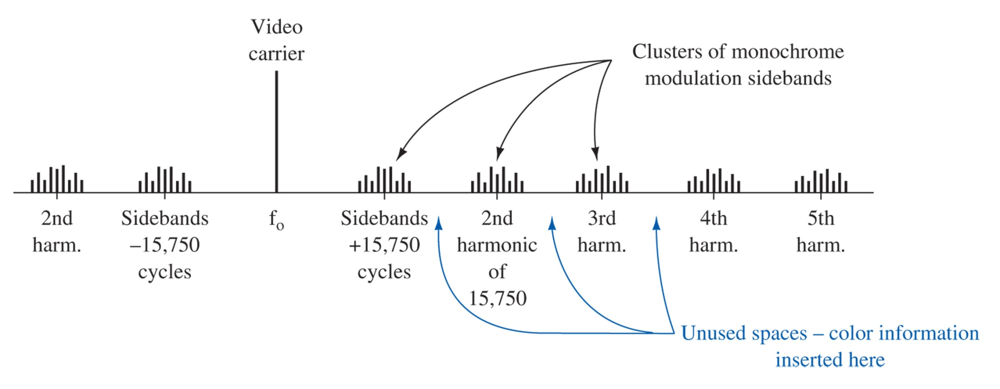 Video
carrier
Clusters of monochrome
modulation sidebands
2nd
harm.
Sidebands
–15,750
cycles
fo
Sidebands
+15,750
cycles
2nd
harmonic
of
15,750
3rd
harm.
4th
harm.
5th
harm.
Unused spaces – color information
inserted here